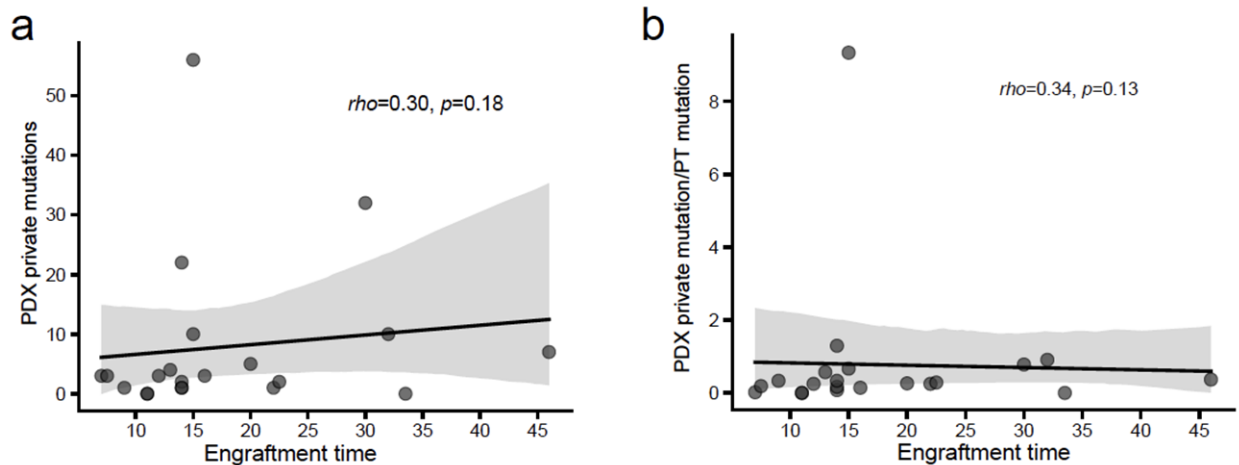 a
PDX private mutations
50
40
30
20
10
0
rho=0.30, p=0.18
10 15 20 25 30 35 40 45
Engraftment time
b
PDX private mutation/PT mutation
8
6
4
2
0
rho=0.34, p=0.13
10 15 20 25 30 35 40 45
Engraftment time